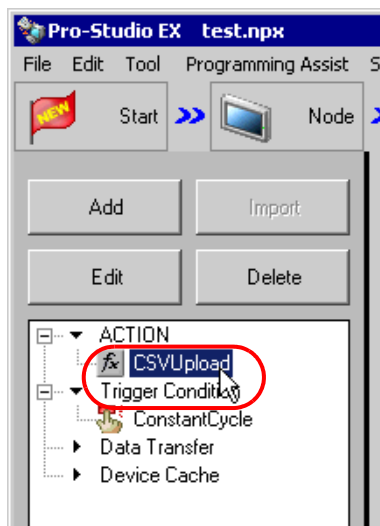 Pro-Studio EX test.npx
File Edit Tool Programming Assist S
NEW Start Node
Add Import
Edit Delete
ACTION
fx CSVUpload
Trigger Condition
ConstantCycle
Data Transfer
Device Cache